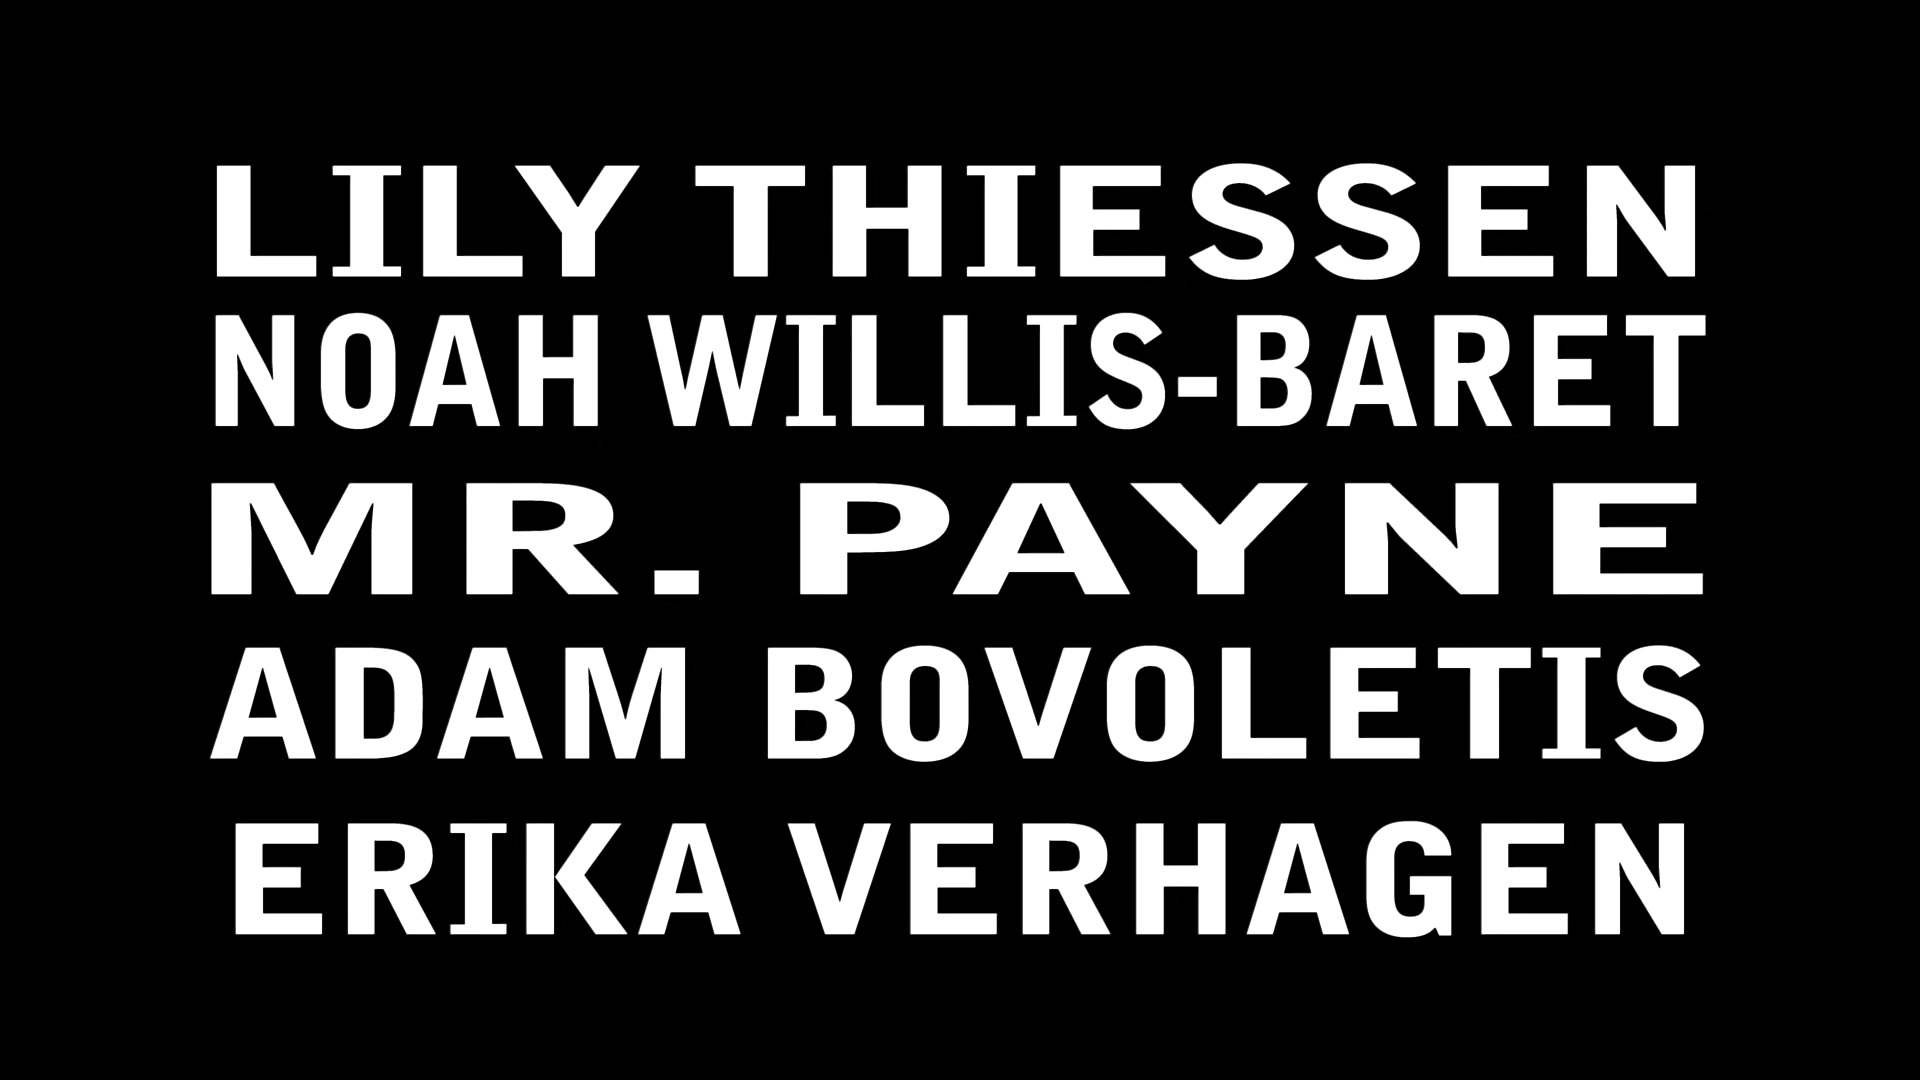 LILY THIESSEN
NOAH WILLIS-BARET
MR. PAYNE
ADAM BOVOLETIS
ERIKA VERHAGEN